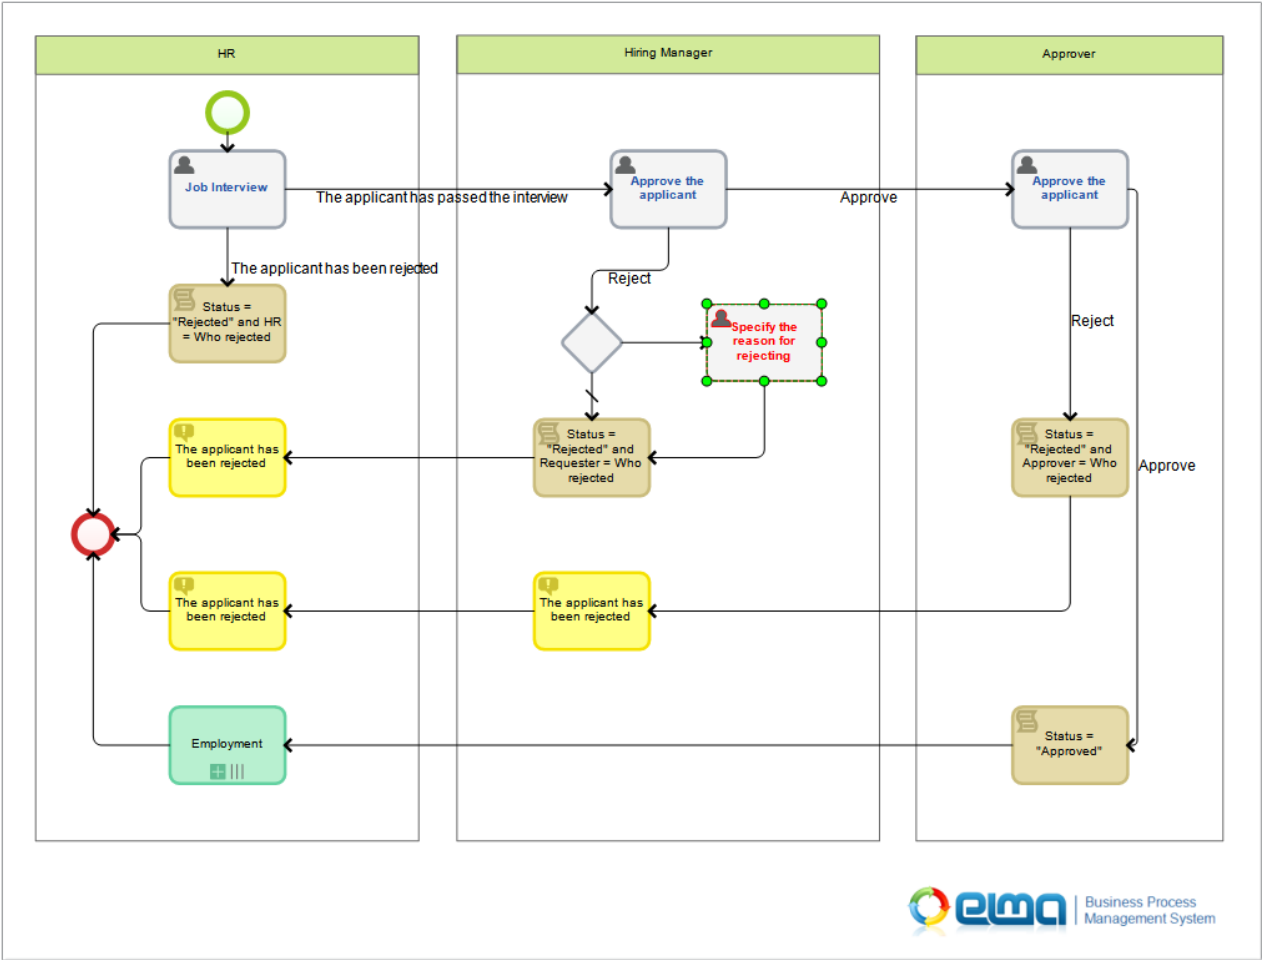 HR
Hiring Manager
Approver
Job Interview
The applicant has passed the interview
Approve the
applicant
Approve
Approve the
applicant
The applicant has been rejected
Reject
Status =
"Rejected" and HR
= Who rejected
Specify the
reason for
rejecting
Reject
The applicant has
been rejected
Status =
"Rejected" and
Requester = Who
rejected
Status =
"Rejected" and
Approver = Who
rejected
Approve
The applicant has
been rejected
The applicant has
been rejected
Employment
Status =
"Approved"
elma
Business Process
Management System